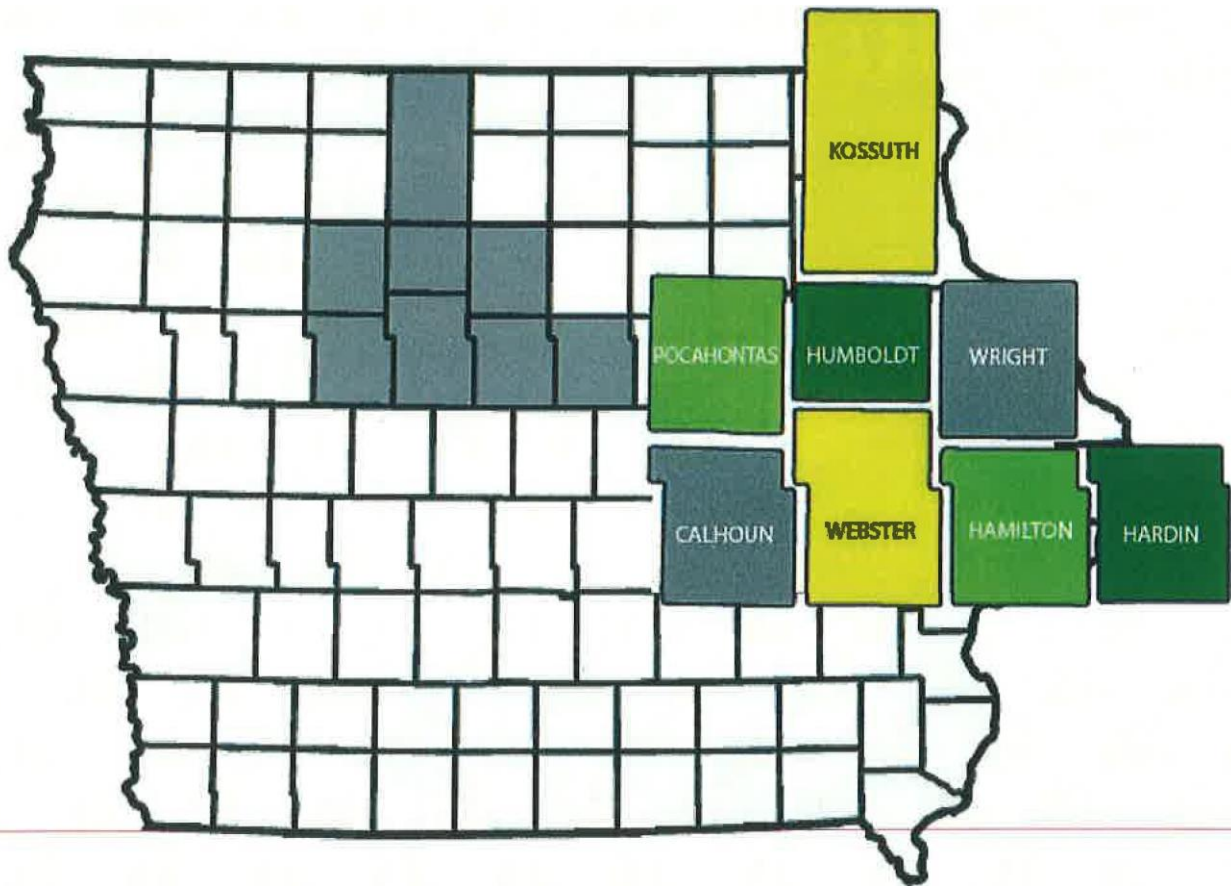 KOSSUTH
POCAHONTAS
HUMBOLDT
WRIGHT
CALHOUN
WEBSTER
HAMILTON
HARDIN